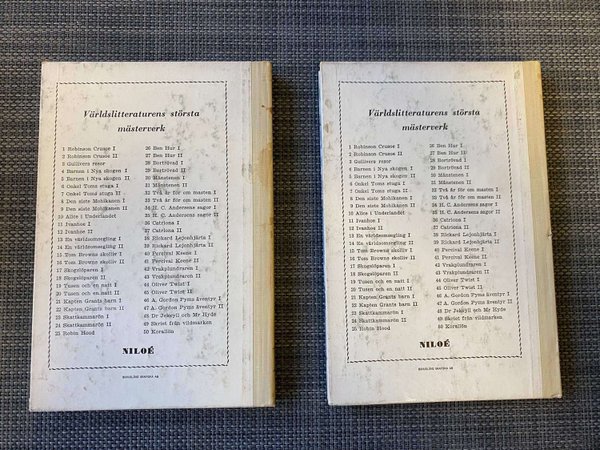 Världslitteraturens största
mästerverk
1 Robinson Crusoe I
2 Robinson Crusoe II
3 Gullivers resor
4 Barnen i Nya skogen I
5 Barnen i Nya skogen II
6 Onkel Toms stuga I
7 Onkel Toms stuga II
8 Den siste Mohikanen I
9 Den siste Mohikanen II
10 Alice i Underlandet
11 Ivanhoe I
12 Ivanhoe II
13 En världsomsegling I
14 En världsomsegling II
15 Tom Browns skolliv I
16 Tom Browns skolliv II
17 Skogslöparen I
18 Skogslöparen II
19 Tusen och en natt I
20 Tusen och en natt II
21 Kapten Grants barn I
22 Kapten Grants barn II
23 Skattkammarön I
24 Skattkammarön II
25 Robin Hood
26 Ben Hur I
27 Ben Hur II
28 Bortrövad I
29 Bortrövad II
30 Månstenen I
31 Månstenen II
32 Två år för om masten I
33 Två år för om masten II
34 H. C. Andersens sagor I
35 H. C. Andersens sagor II
36 Catriona I
37 Catriona II
38 Rickard Lejonhjärta I
39 Rickard Lejonhjärta II
40 Percival Keene I
41 Percival Keene II
42 Vrakplundraren I
43 Vrakplundraren II
44 Oliver Twist I
45 Oliver Twist II
46 A. Gordon Pyms äventyr I
47 A. Gordon Pyms äventyr II
48 Dr Jekyll och Mr Hyde
49 Skriet från vildmarken
50 Korallön
NILOÉ
Världslitteraturens största
mästerverk
1 Robinson Crusoe I
2 Robinson Crusoe II
3 Gullivers resor
4 Barnen i Nya skogen I
5 Barnen i Nya skogen II
6 Onkel Toms stuga I
7 Onkel Toms stuga II
8 Den siste Mohikanen I
9 Den siste Mohikanen II
10 Alice i Underlandet
11 Ivanhoe I
12 Ivanhoe II
13 En världsomsegling I
14 En världsomsegling II
15 Tom Browns skolliv I
16 Tom Browns skolliv II
17 Skogslöparen I
18 Skogslöparen II
19 Tusen och en natt I
20 Tusen och en natt II
21 Kapten Grants barn I
22 Kapten Grants barn II
23 Skattkammarön I
24 Skattkammarön II
25 Robin Hood
26 Ben Hur I
27 Ben Hur II
28 Bortrövad I
29 Bortrövad II
30 Månstenen I
31 Månstenen II
32 Två år för om masten I
33 Två år för om masten II
34 H. C. Andersens sagor I
35 H. C. Andersens sagor II
36 Catriona I
37 Catriona II
38 Rickard Lejonhjärta I
39 Rickard Lejonhjärta II
40 Percival Keene I
41 Percival Keene II
42 Vrakplundraren I
43 Vrakplundraren II
44 Oliver Twist I
45 Oliver Twist II
46 A. Gordon Pyms äventyr I
47 A. Gordon Pyms äventyr II
48 Dr Jekyll och Mr Hyde
49 Skriet från vildmarken
50 Korallön
NILOÉ